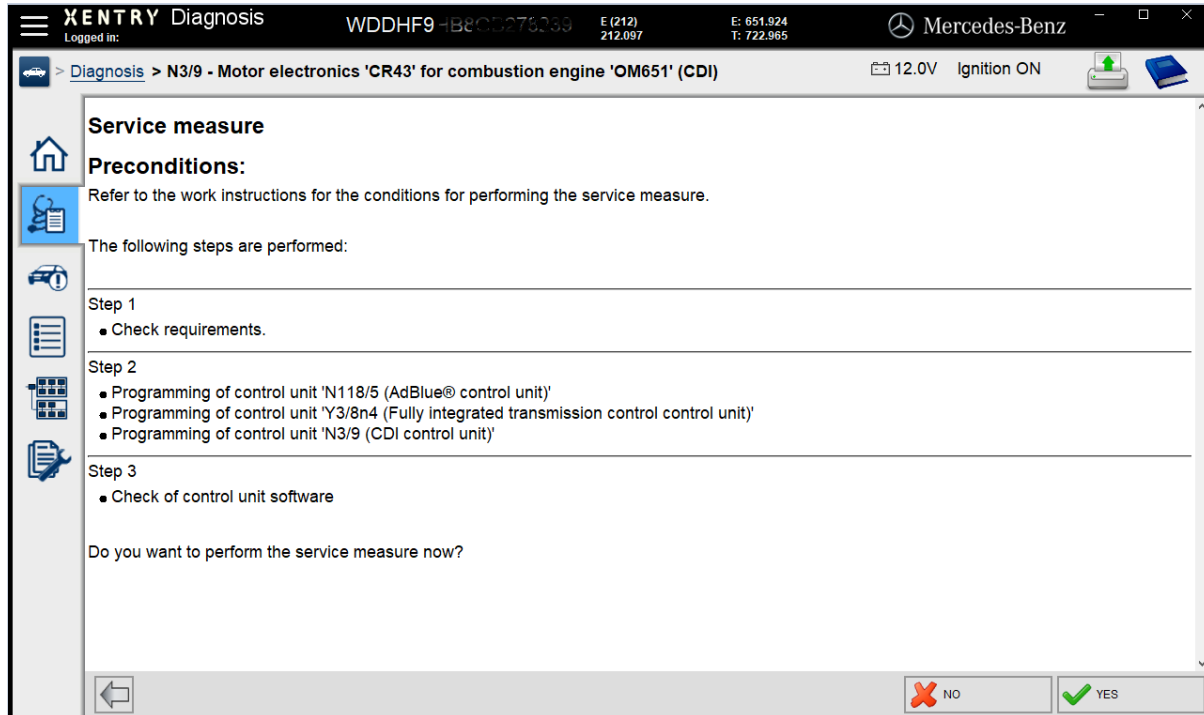 XENTRY Diagnosis
Logged in:
WDDHF9
E (212)
212.097
E: 651.924
T: 722.965
Mercedes-Benz
> Diagnosis > N3/9 - Motor electronics 'CR43' for combustion engine 'OM651' (CDI)
12.0V Ignition ON
Service measure
Preconditions:
Refer to the work instructions for the conditions for performing the service measure.
The following steps are performed:
Step 1
• Check requirements.
Step 2
• Programming of control unit 'N118/5 (AdBlue® control unit)'
• Programming of control unit 'Y3/8n4 (Fully integrated transmission control control unit)'
• Programming of control unit 'N3/9 (CDI control unit)'
Step 3
• Check of control unit software
Do you want to perform the service measure now?
NO
YES